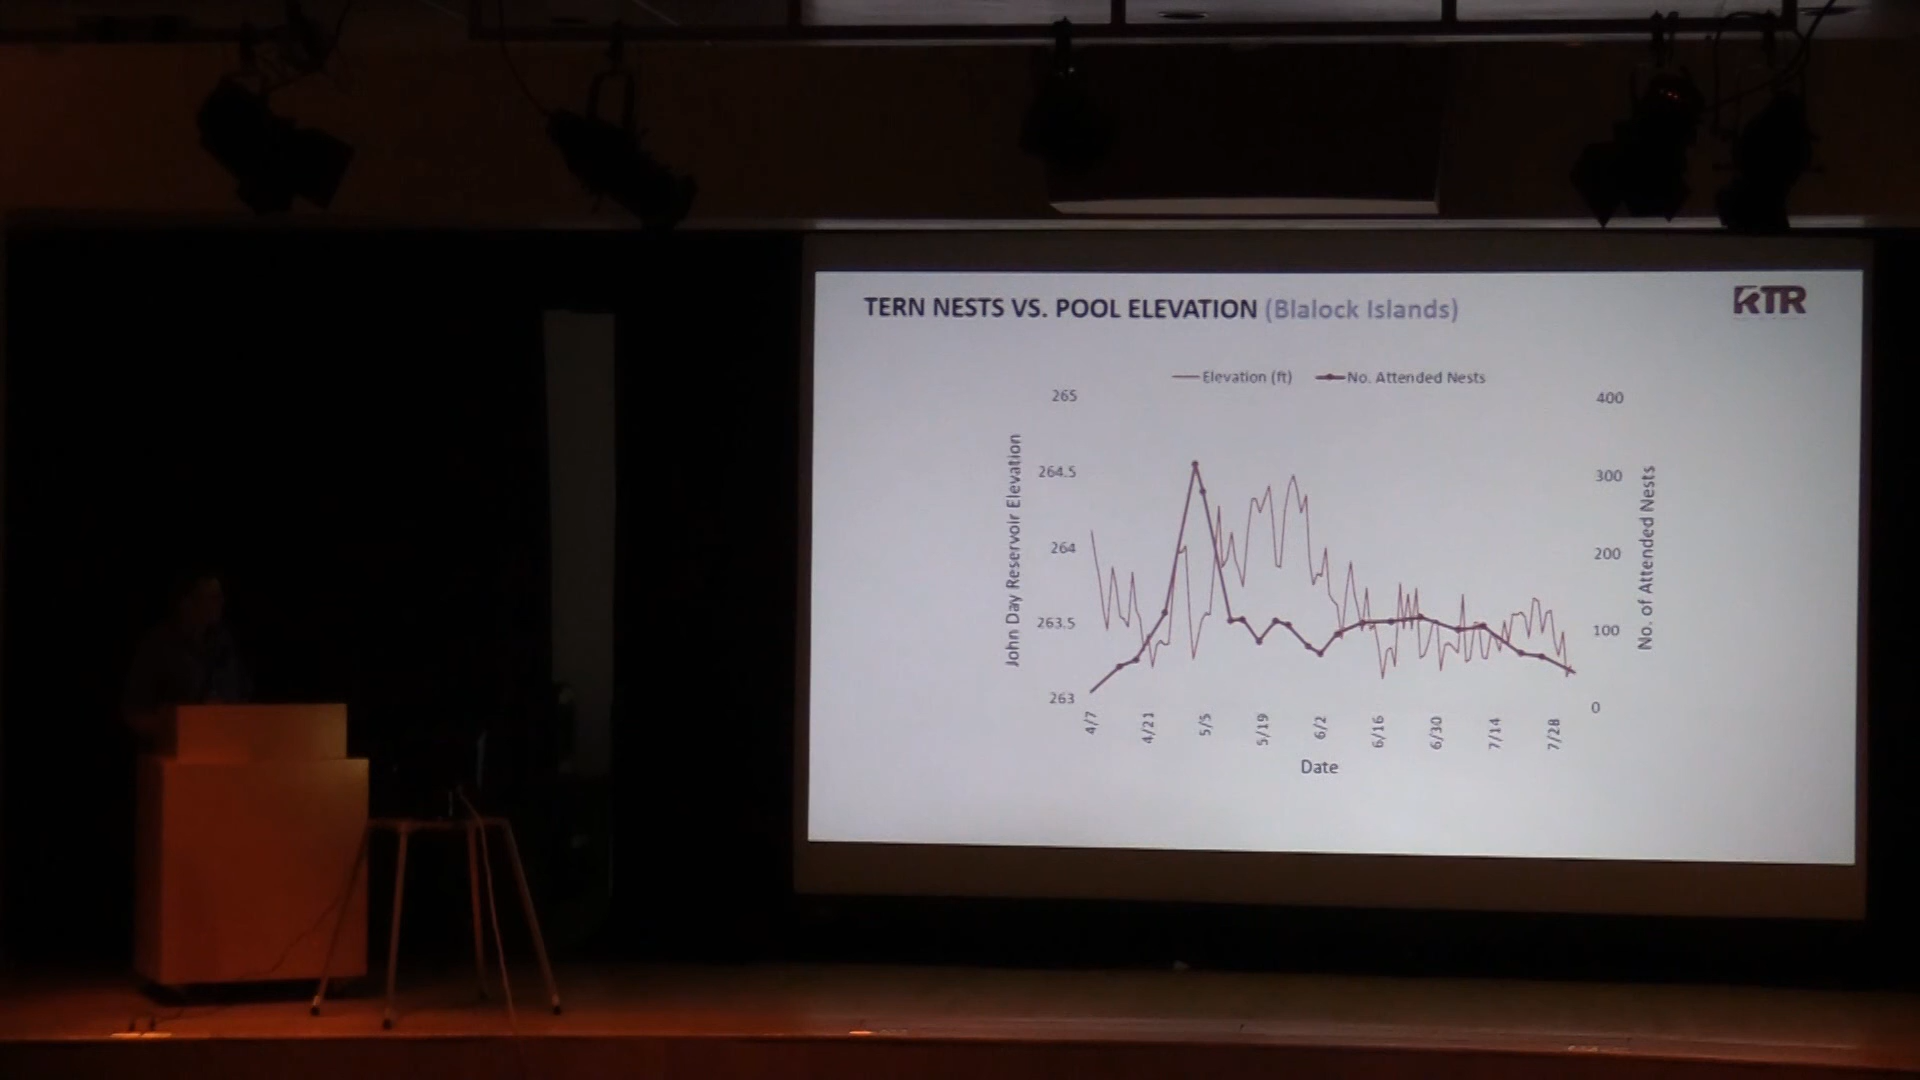 TERN NESTS VS. POOL ELEVATION (Blalock Islands)
RTR
Elevation (ft) No. Attended Nests
265
264.5
264
263.5
263
John Day Reservoir Elevation
400
300
200
100
0
No. of Attended Nests
4/7 4/21 5/5 5/19 6/2 6/16 6/30 7/14 7/28
Date